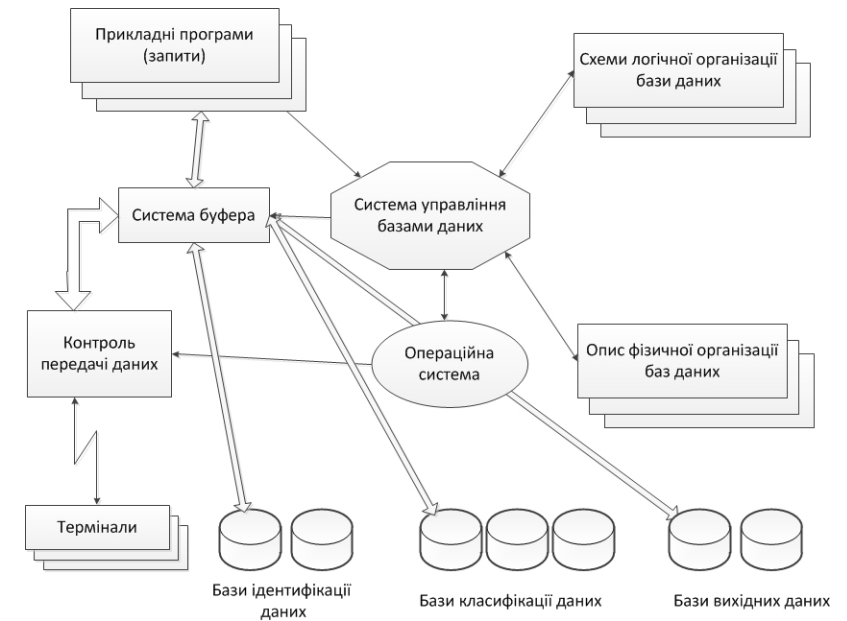 Прикладні програми
(запити)
Схеми логічної організації
бази даних
Система буфера
Система управління
базами даних
Контроль
передачі даних
Операційна
система
Опис фізичної організації
баз даних
Термінали
Бази ідентифікації
даних
Бази класифікації даних
Бази вихідних даних